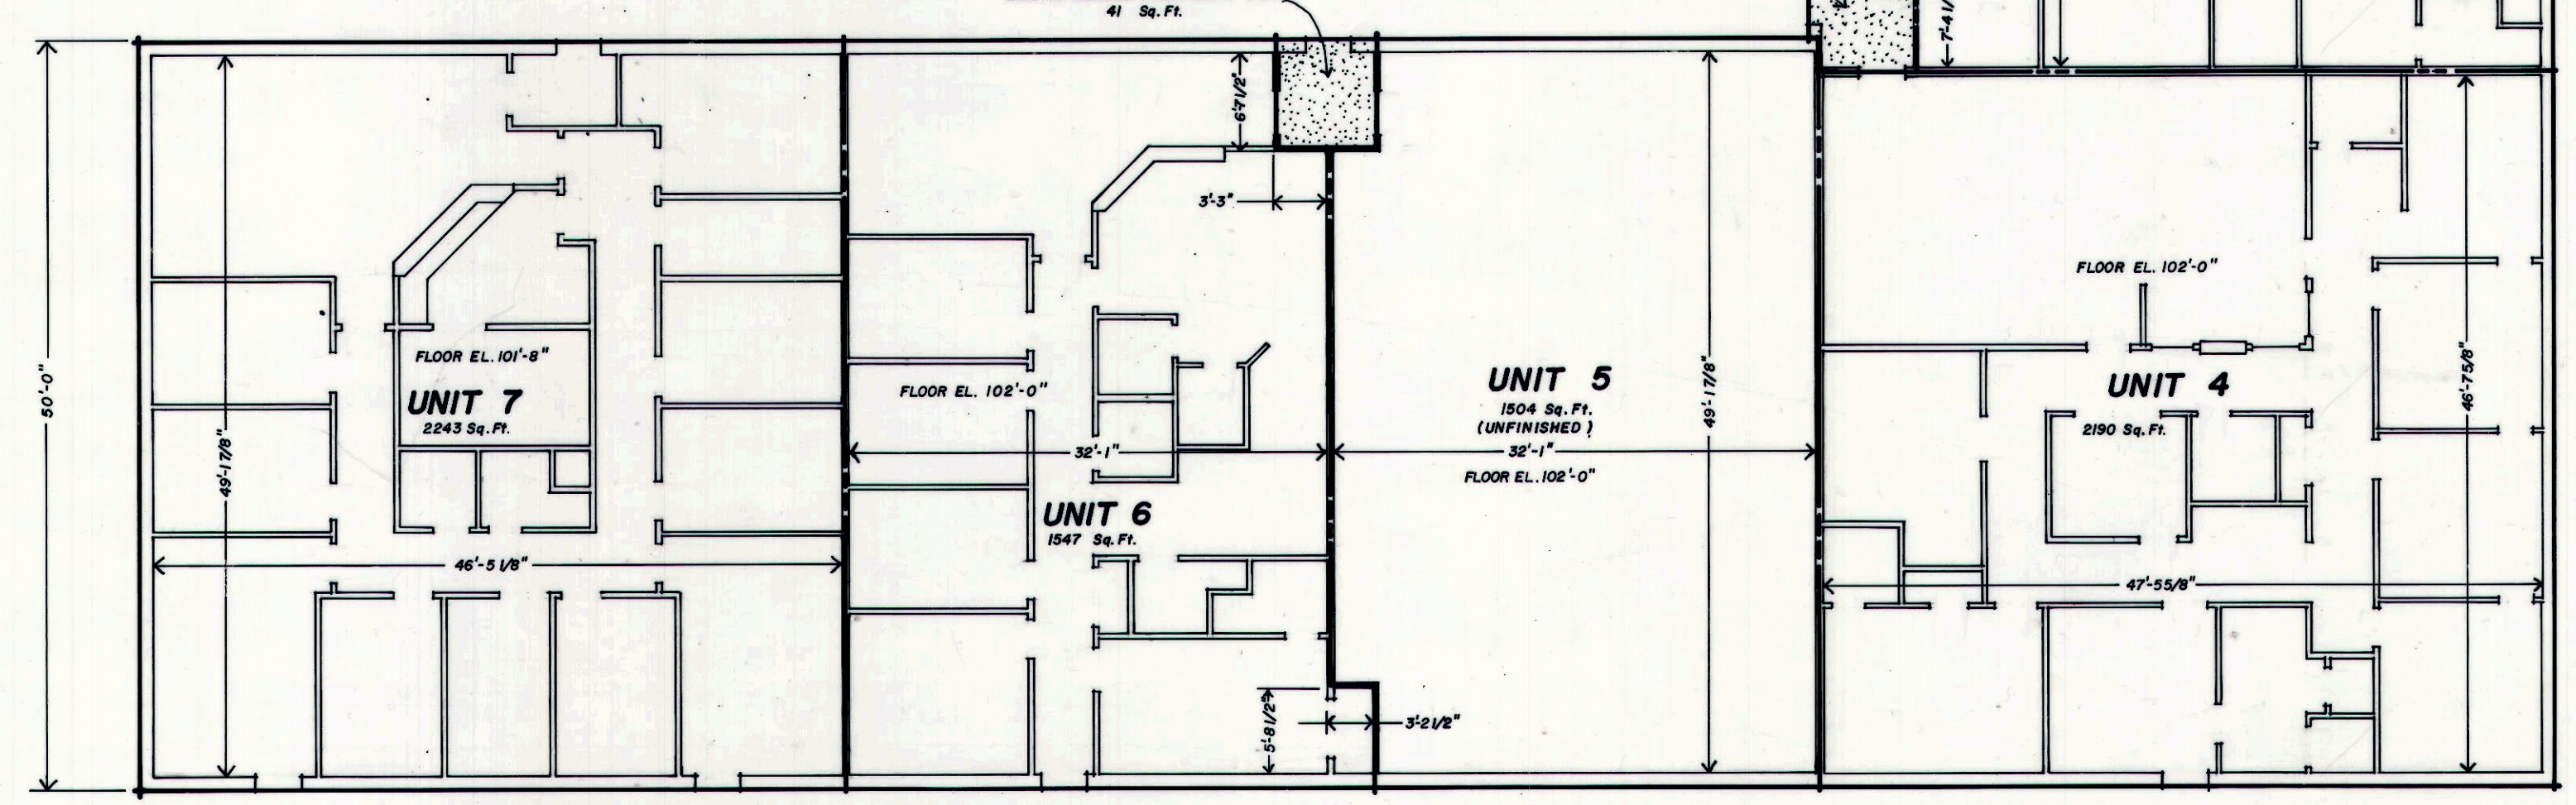 41 Sq. Ft.
7'-4 1/
50'-0"
49'-1 7/8"
FLOOR EL. 101'-8"
UNIT 7
2243 Sq. Ft.
46'-5 1/8"
6'-7 1/2"
3'-3"
FLOOR EL. 102'-0"
32'-1"
UNIT 6
1547 Sq. Ft.
5'-8 1/2"
3'-2 1/2"
UNIT 5
1504 Sq. Ft.
(UNFINISHED)
32'-1"
FLOOR EL. 102'-0"
49'-1 7/8"
FLOOR EL. 102'-0"
UNIT 4
2190 Sq. Ft.
47'-5 5/8"
46'-7 5/8"